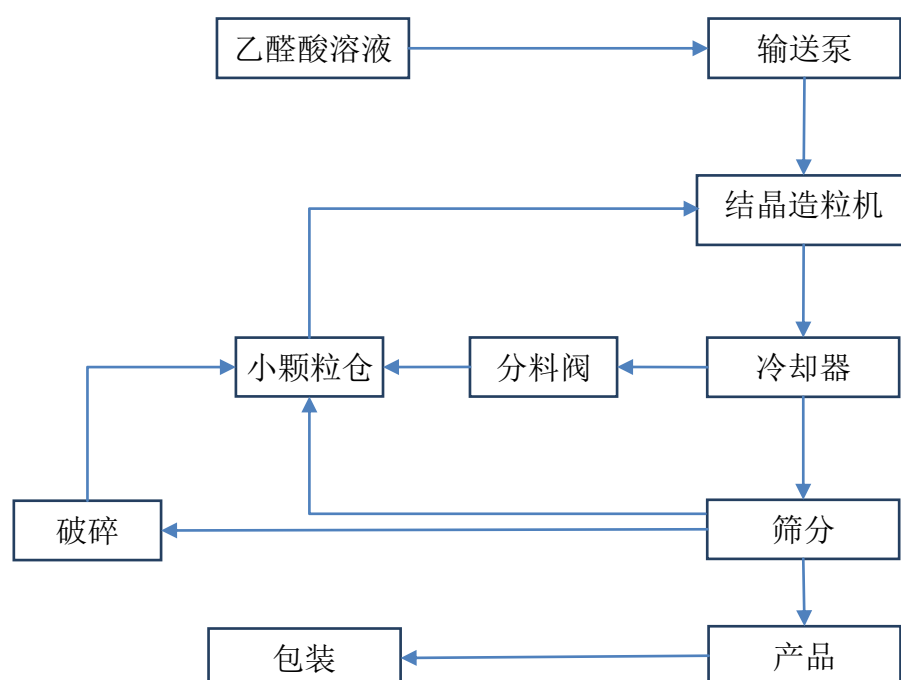 乙醛酸溶液
输送泵
结晶造粒机
小颗粒仓
分料阀
冷却器
破碎
筛分
包装
产品